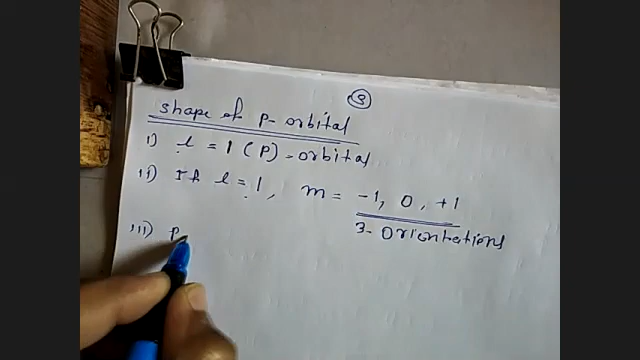 ③
Shape of P-orbital
i) l = 1 (P)-orbital
ii) If l = 1, m = -1, 0, +1
3-Orientations
iii) P